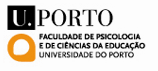 U.PORTO
FACULDADE DE PSICOLOGIA
E DE CIÊNCIAS DA EDUCAÇÃO
UNIVERSIDADE DO PORTO